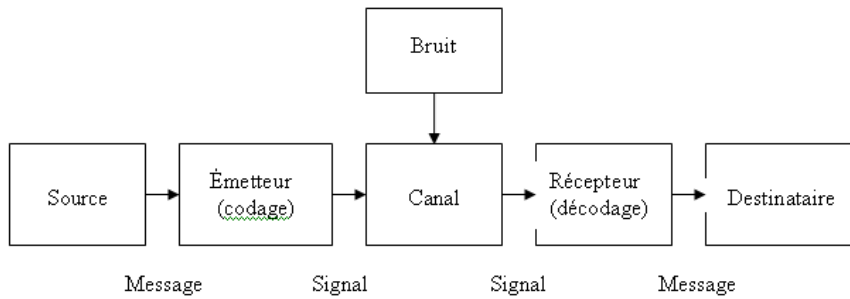 Bruit
Source
Émetteur
(codage)
Canal
Récepteur
(décodage)
Destinataire
Message
Signal
Signal
Message